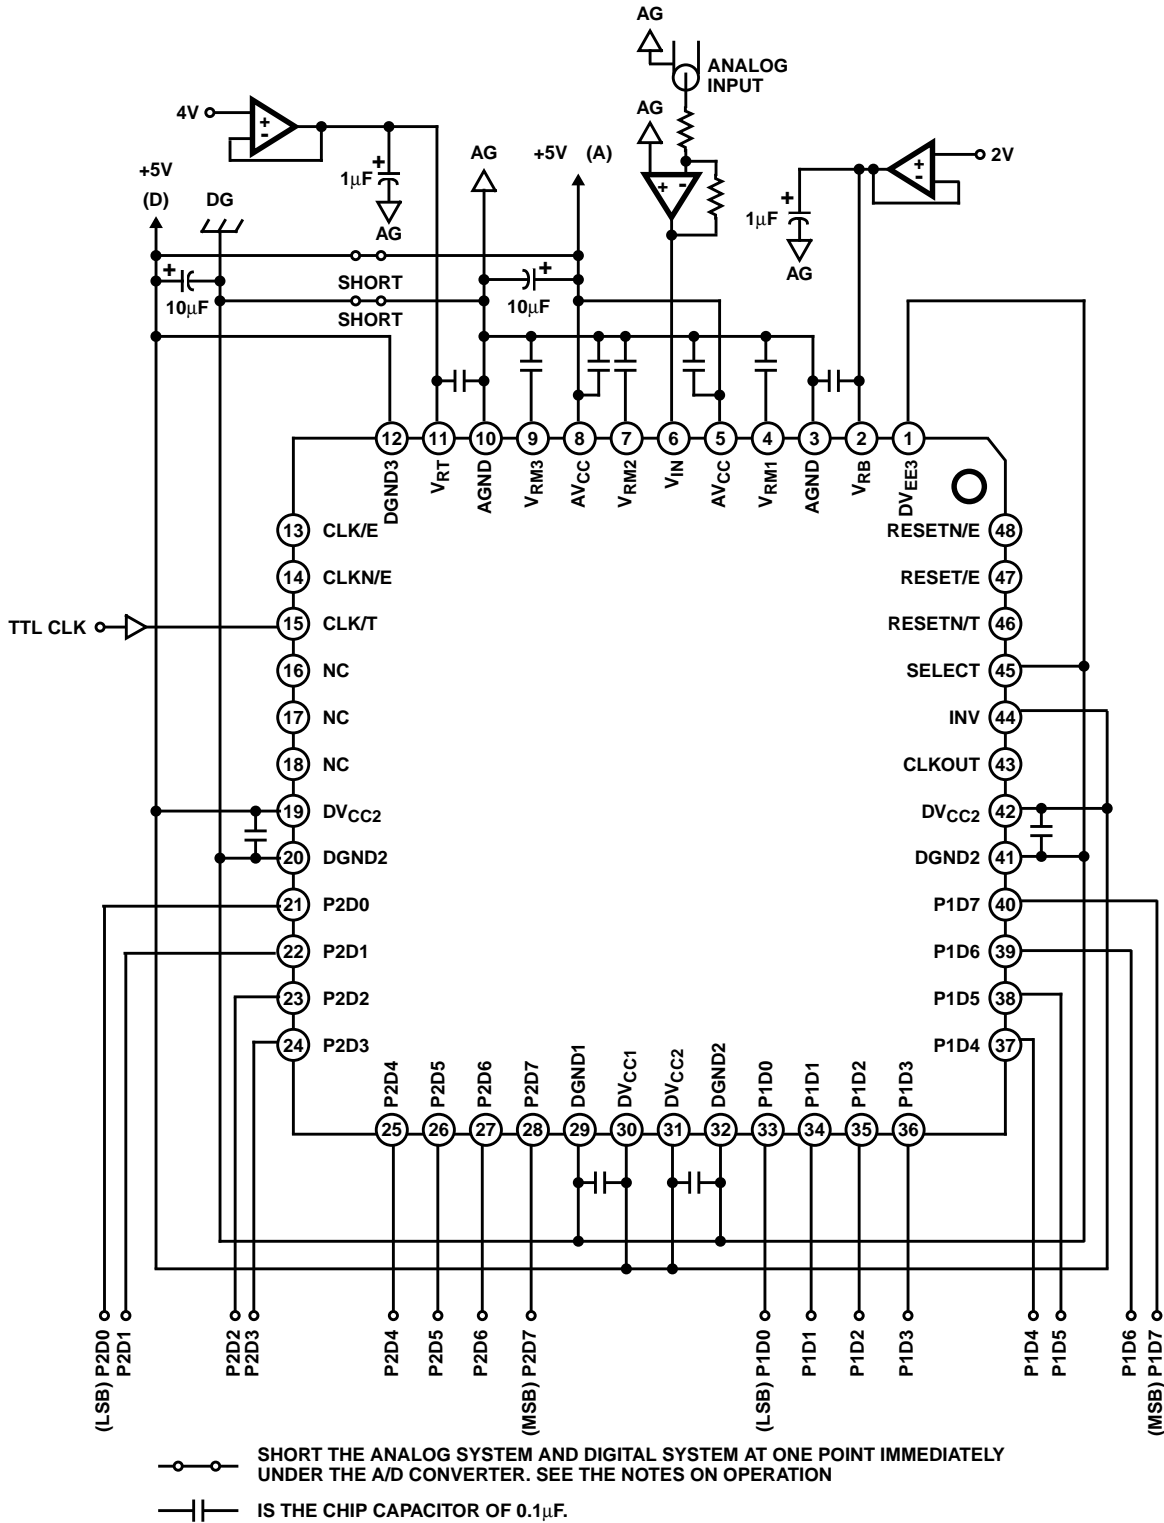 AG
ANALOG
INPUT
4V
+
-
AG
AG
+5V (A)
+ -
+
-
2V
+5V
(D)
DG
1μF
+
AG
+
1μF
AG
+
10μF
SHORT
SHORT
+
10μF
12 11 10 9 8 7 6 5 4 3 2 1
DGND3
VRT
AGND
VRM3
AVCC
VRM2
VIN
AVCC
VRM1
AGND
VRB
DVEE3
13 CLK/E
14 CLKN/E
TTL CLK
15 CLK/T
16 NC
17 NC
18 NC
19 DVCC2
20 DGND2
21 P2D0
22 P2D1
23 P2D2
24 P2D3
RESETN/E 48
RESET/E 47
RESETN/T 46
SELECT 45
INV 44
CLKOUT 43
DVCC2 42
DGND2 41
P1D7 40
P1D6 39
P1D5 38
P1D4 37
P2D4
P2D5
P2D6
P2D7
DGND1
DVCC1
DVCC2
DGND2
P1D0
P1D1
P1D2
P1D3
25 26 27 28 29 30 31 32 33 34 35 36
(LSB) P2D0
P2D1
P2D2
P2D3
P2D4
P2D5
P2D6
(MSB) P2D7
(LSB) P1D0
P1D1
P1D2
P1D3
P1D4
P1D5
P1D6
(MSB) P1D7
SHORT THE ANALOG SYSTEM AND DIGITAL SYSTEM AT ONE POINT IMMEDIATELY
UNDER THE A/D CONVERTER. SEE THE NOTES ON OPERATION
IS THE CHIP CAPACITOR OF 0.1μF.